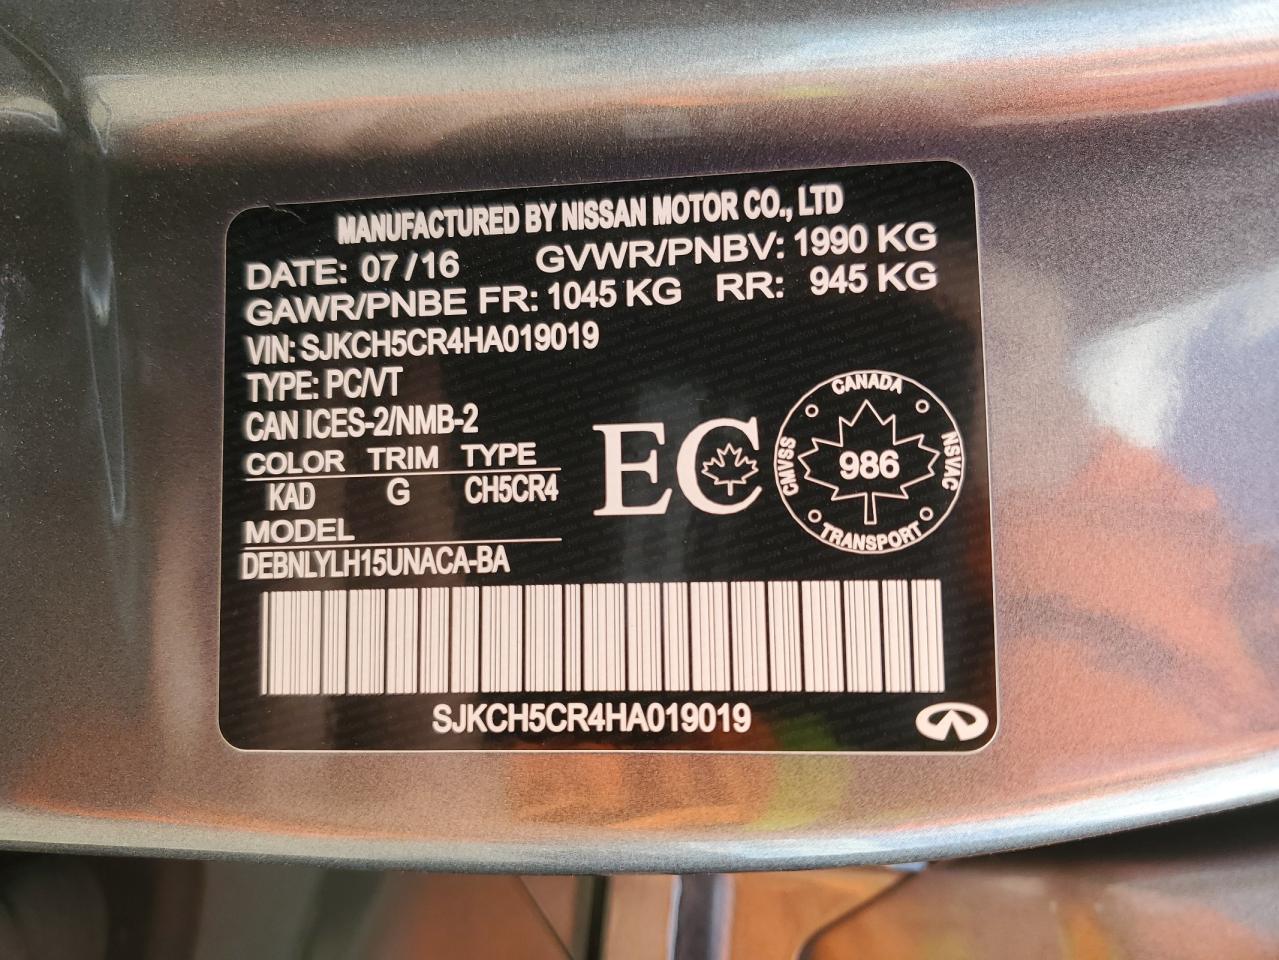 MANUFACTURED BY NISSAN MOTOR CO., LTD
DATE: 07/16 GVWR/PNBV: 1990 KG
GAWR/PNBE FR: 1045 KG RR: 945 KG
VIN: SJKCH5CR4HA019019
TYPE: PC/VT
CAN ICES-2/NMB-2
COLOR TRIM TYPE
KAD G CH5CR4
MODEL
DEBNLYLH15UNACA-BA
EC
CANADA
CMVSS
986
NSVAC
TRANSPORT
SJKCH5CR4HA019019